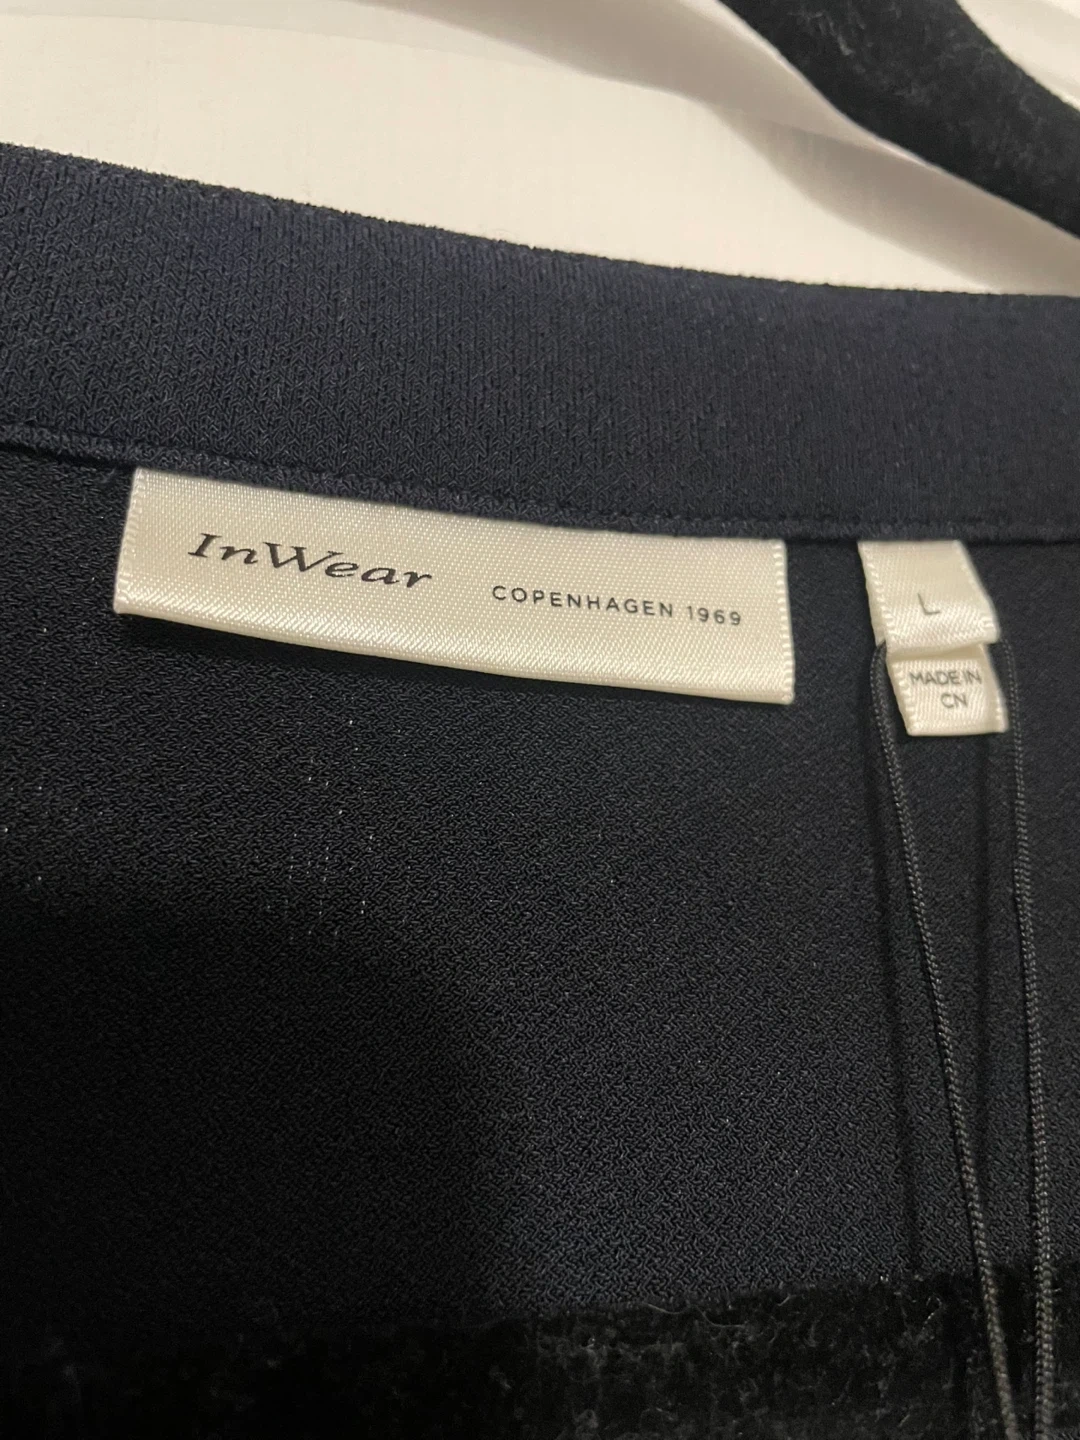 InWear COPENHAGEN 1969
L
MADE IN
CN